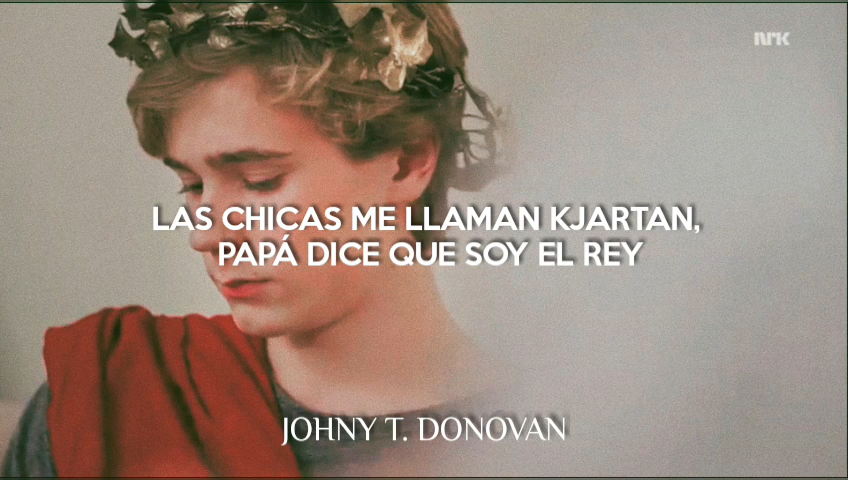 NRK
LAS CHICAS ME LLAMAN KJARTAN,
PAPÁ DICE QUE SOY EL REY
JOHNY T. DONOVAN